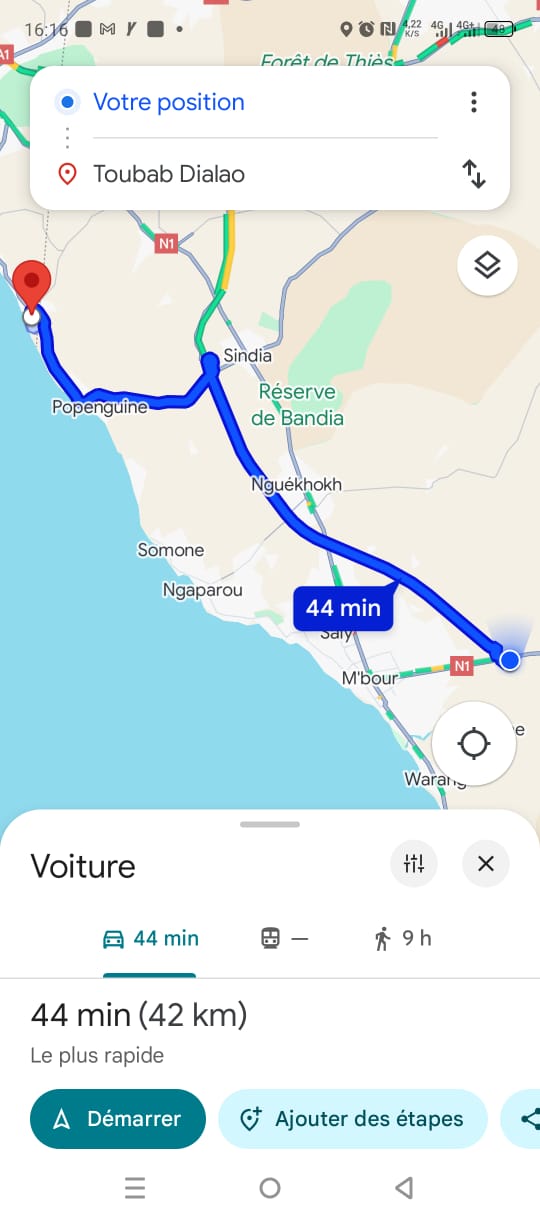 16:16
4,22
K/S
4G
4G+
48
A1
Forêt de Thiès
Votre position
Toubab Dialao
N1
Sindia
Réserve
de Bandia
Popenguine
Nguékhokh
Somone
Ngaparou
44 min
Saly
N1
M'bour
Warang
Voiture
44 min
—
9 h
44 min (42 km)
Le plus rapide
Démarrer
Ajouter des étapes